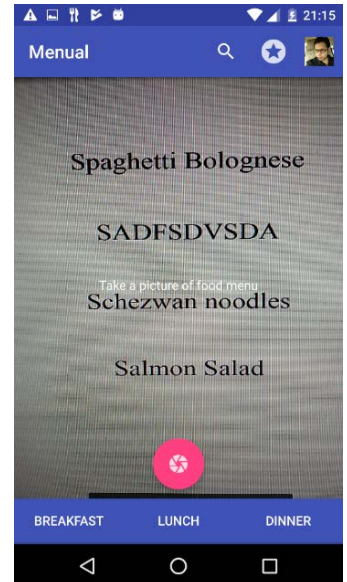 21:15
Menual
Spaghetti Bolognese
SADFSDVSDA
Take a picture of food menu
Schezwan noodles
Salmon Salad
BREAKFAST LUNCH DINNER